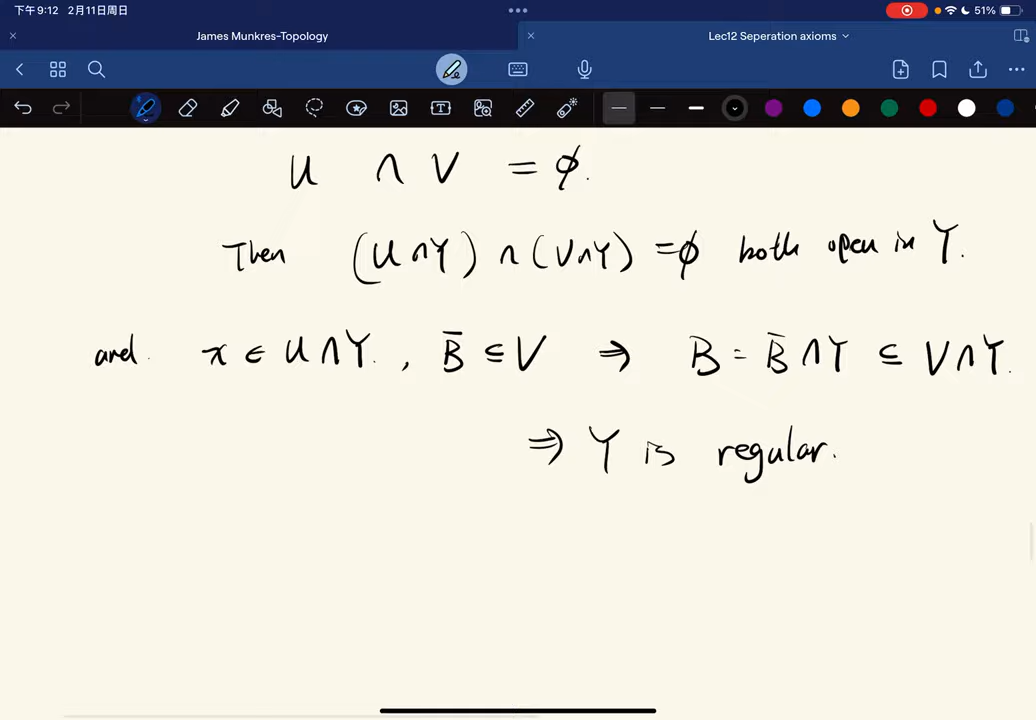 下午9:12 2月11日周日
51%
James Munkres-Topology
Lec12 Seperation axioms
U ∩ V = ϕ.
Then (U∩Y) ∩ (V∩Y) = ϕ both open in Y.
and. x ∈ U∩Y. , B̅ ⊆ V ⇒ B = B̅ ∩ Y ⊆ V∩Y.
⇒ Y is regular.